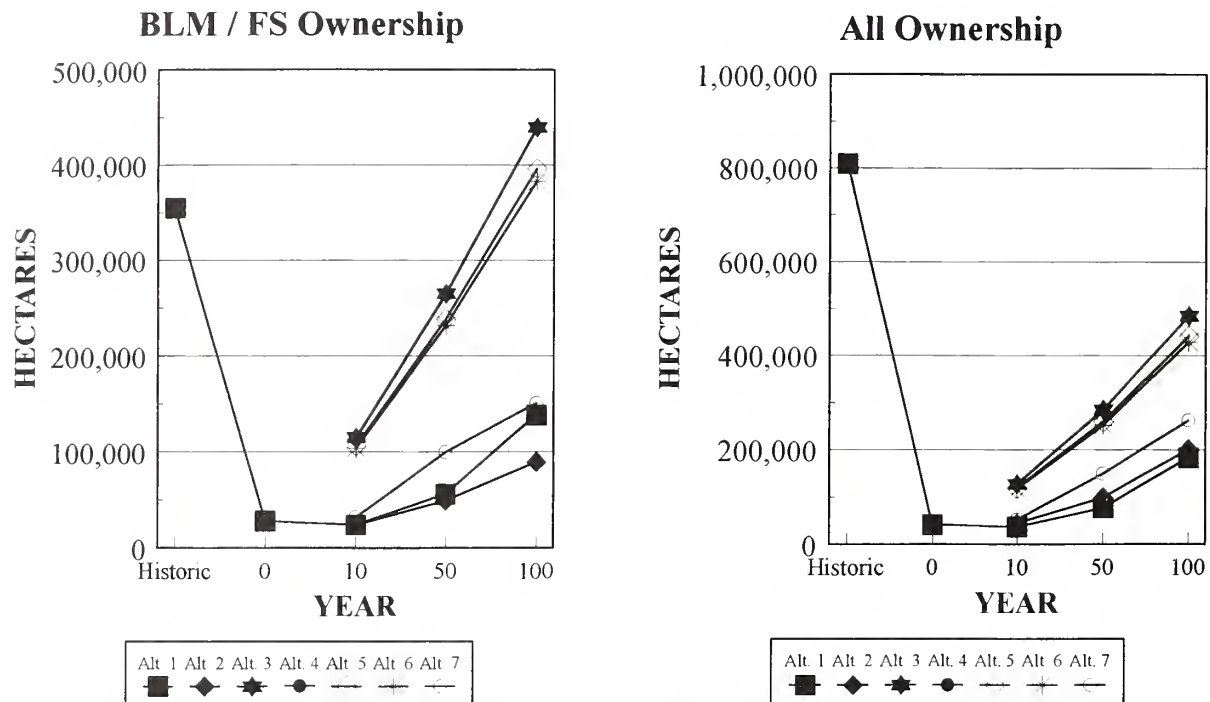 BLM / FS Ownership
500,000
400,000
300,000
200,000
100,000
0
HECTARES
Historic 0 10 50 100
YEAR
Alt. 1 Alt 2 Alt. 3 Alt. 4 Alt 5 Alt 6 Alt 7
All Ownership
1,000,000
800,000
600,000
400,000
200,000
0
HECTARES
Historic 0 10 50 100
YEAR
Alt. 1 Alt 2 Alt 3 Alt. 4 Alt. 5 Alt 6 Alt. 7